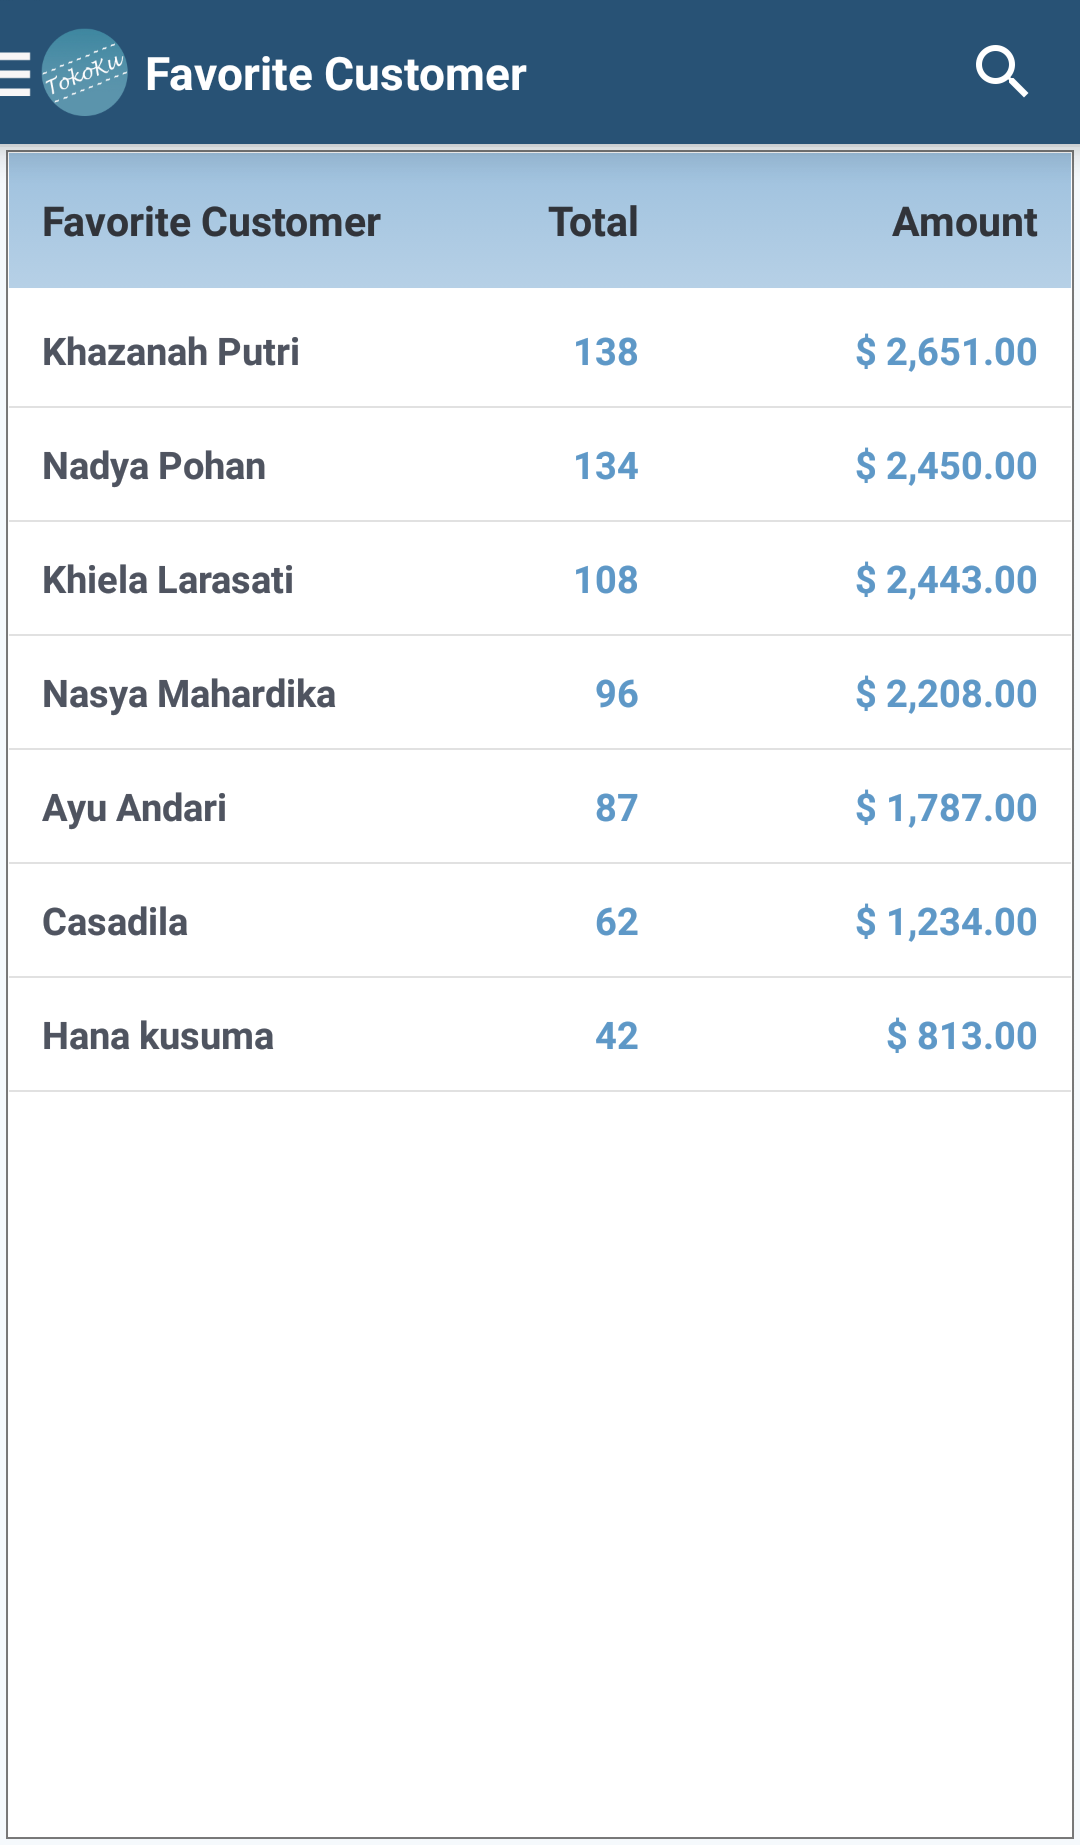 TokoKu Favorite Customer
Favorite Customer Total Amount
Khazanah Putri 138 $ 2,651.00
Nadya Pohan 134 $ 2,450.00
Khiela Larasati 108 $ 2,443.00
Nasya Mahardika 96 $ 2,208.00
Ayu Andari 87 $ 1,787.00
Casadila 62 $ 1,234.00
Hana kusuma 42 $ 813.00